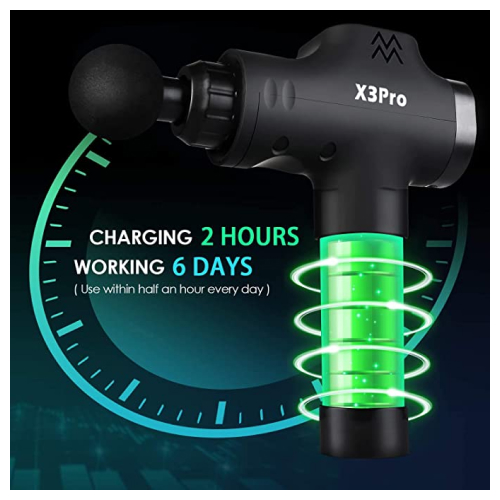 X3Pro
CHARGING 2 HOURS
WORKING 6 DAYS
( Use within half an hour every day )